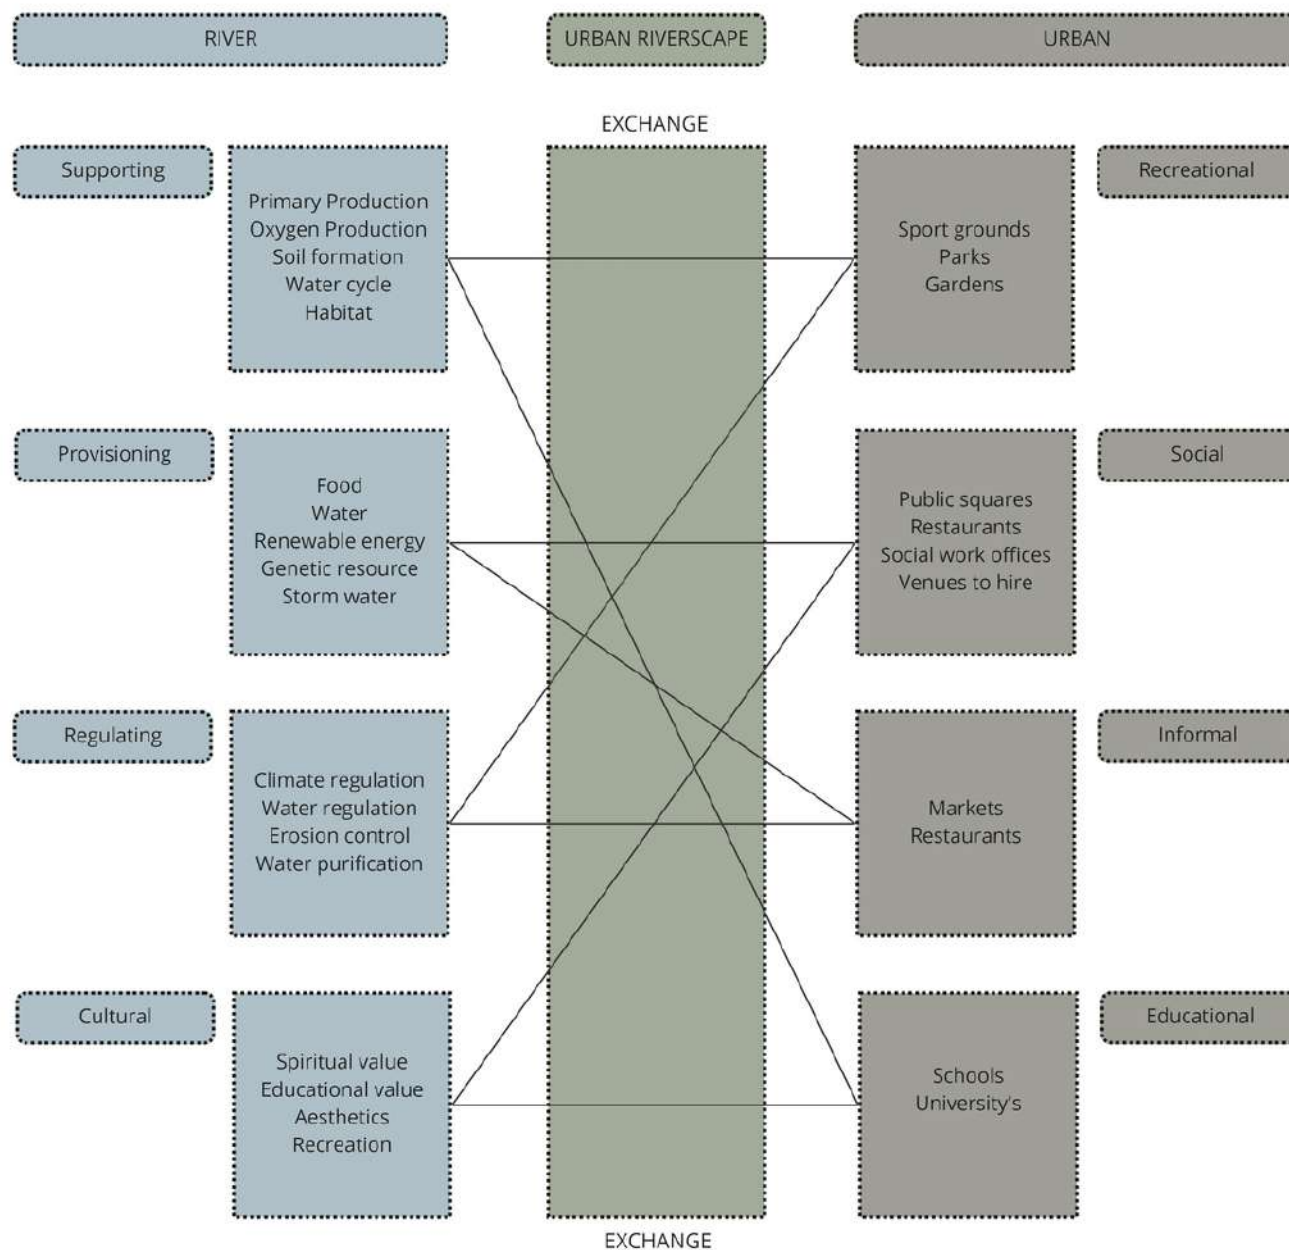 RIVER
URBAN RIVERSCAPE
URBAN
EXCHANGE
Supporting
Primary Production
Oxygen Production
Soil formation
Water cycle
Habitat
Sport grounds
Parks
Gardens
Recreational
Provisioning
Food
Water
Renewable energy
Genetic resource
Storm water
Public squares
Restaurants
Social work offices
Venues to hire
Social
Regulating
Climate regulation
Water regulation
Erosion control
Water purification
Markets
Restaurants
Informal
Cultural
Spiritual value
Educational value
Aesthetics
Recreation
Schools
University's
Educational
EXCHANGE